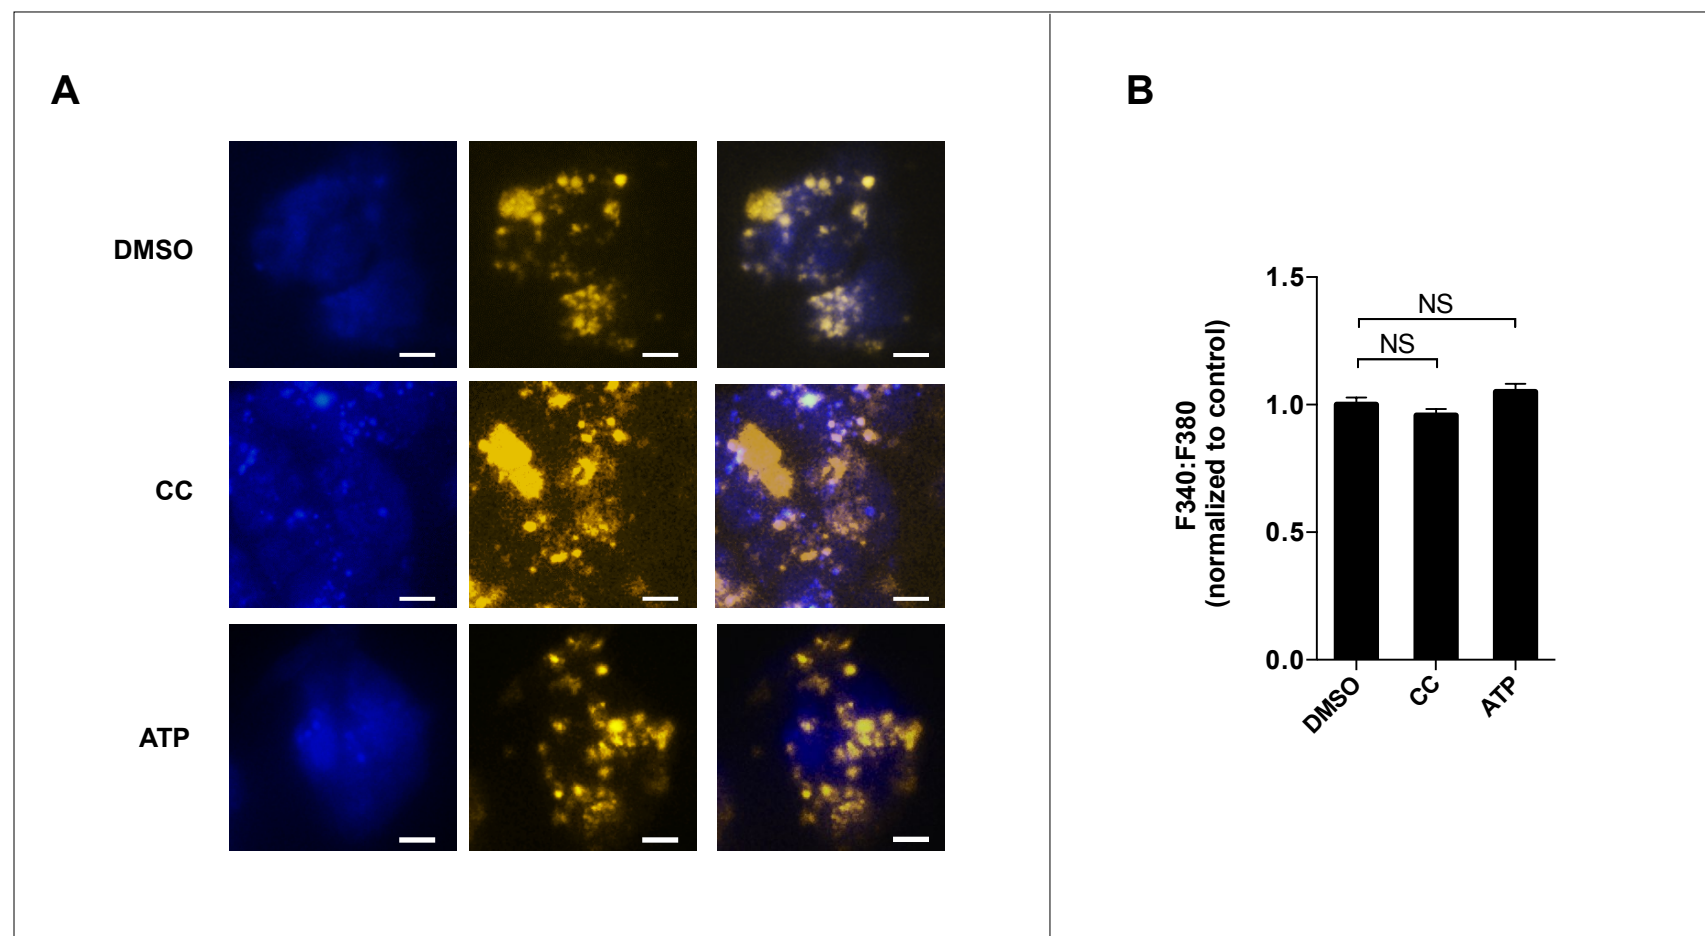 A
DMSO
CC
ATP
B
F340:F380
(normalized to control)
1.5
1.0
0.5
0.0
NS
NS
DMSO
CC
ATP